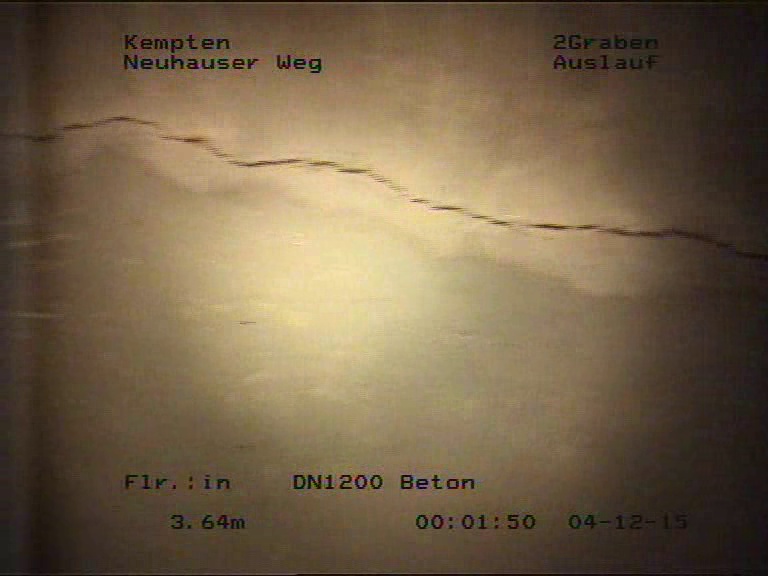 Kempten 2Graben
Neuhauser Weg Auslauf
Flr.:in DN1200 Beton
3.64m 00:01:50 04-12-15